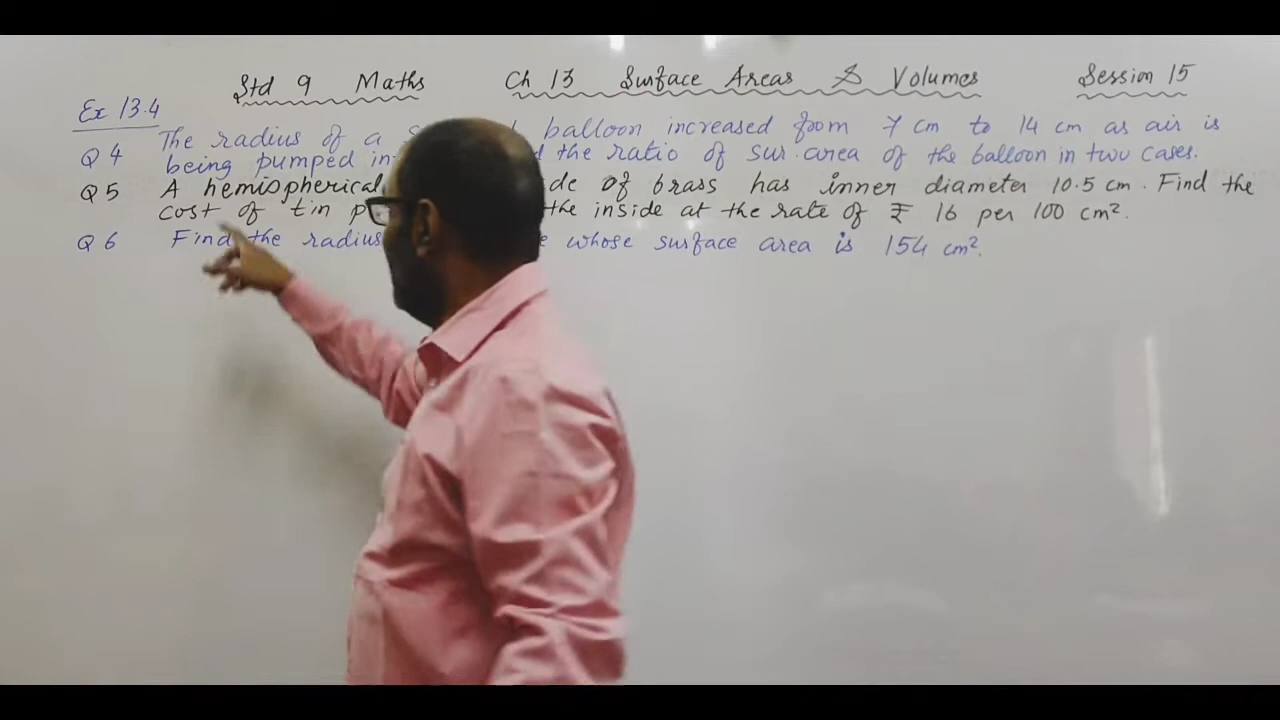 Std 9 Maths Ch 13 Surface Areas & Volumes Session 15
Ex 13.4
Q 4 The radius of a balloon increased from 7 cm to 14 cm as air is
being pumped in the ratio of sur. area of the balloon in two cases.
Q 5 A hemispherical of brass has inner diameter 10.5 cm. Find the
cost of tin the inside at the rate of ₹ 16 per 100 cm².
Q 6 Find the radius whose surface area is 154 cm².